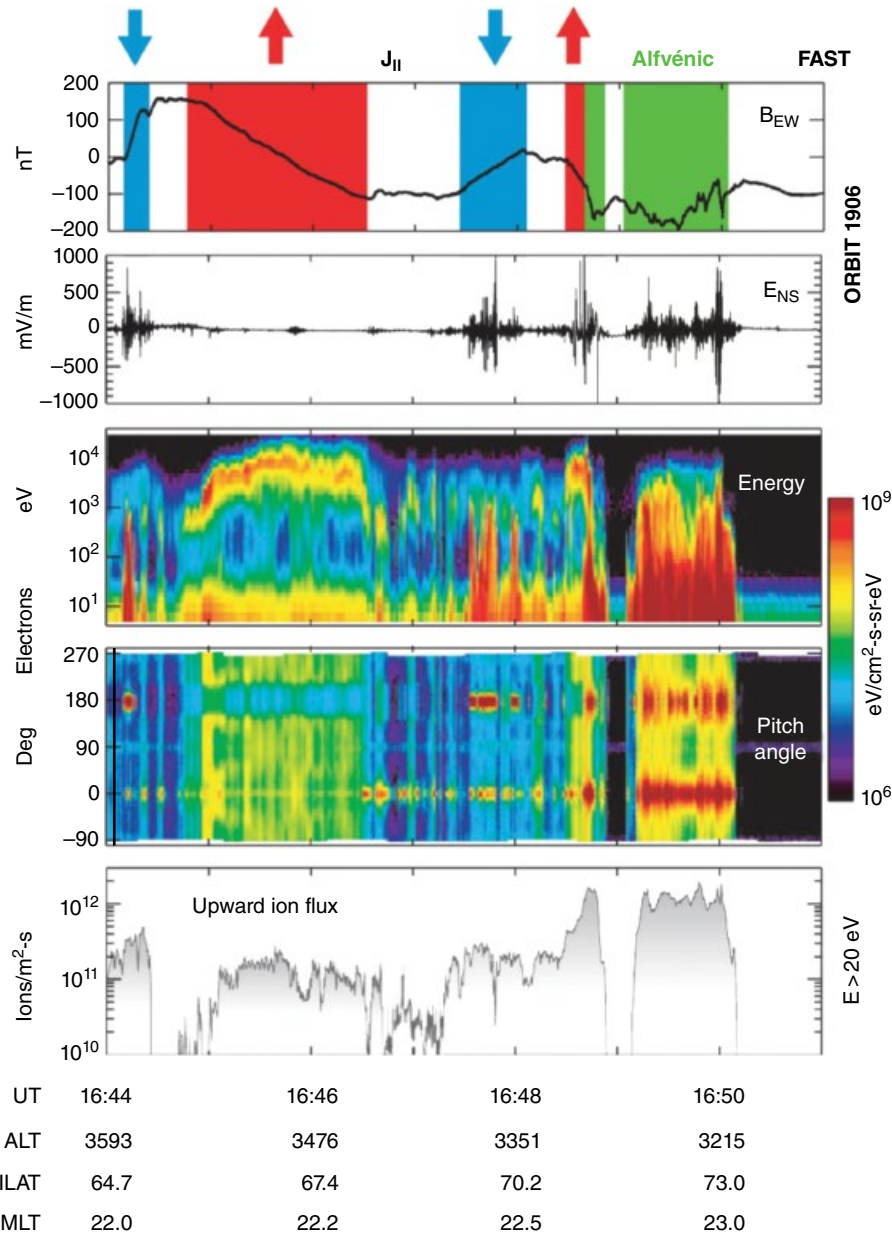 J_II Alfvénic FAST
200
100
0
−100
−200
nT
B_EW
ORBIT 1906
1000
500
0
−500
−1000
mV/m
E_NS
10^4
10^3
10^2
10^1
eV
Energy
Electrons
270
180
90
0
−90
Deg
Pitch
angle
10^9
10^6
eV/cm^2-s-sr-eV
10^12
10^11
10^10
Ions/m^2-s
Upward ion flux
E > 20 eV
UT 16:44 16:46 16:48 16:50
ALT 3593 3476 3351 3215
ILAT 64.7 67.4 70.2 73.0
MLT 22.0 22.2 22.5 23.0